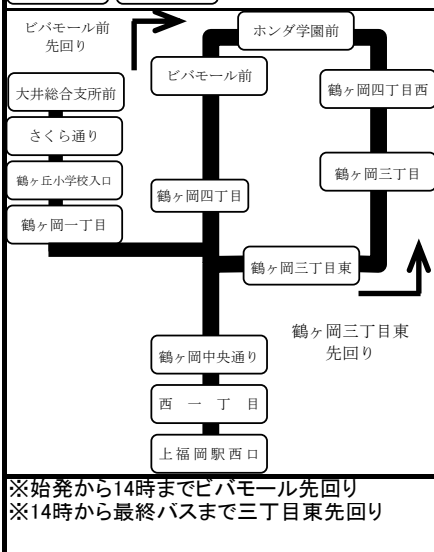 ビバモール前
先回り
ホンダ学園前
ビバモール前
鶴ヶ岡四丁目西
大井総合支所前
さくら通り
鶴ヶ丘小学校入口
鶴ヶ岡一丁目
鶴ヶ岡四丁目
鶴ヶ岡三丁目
鶴ヶ岡三丁目東
鶴ヶ岡三丁目東
先回り
鶴ヶ岡中央通り
西一丁目
上福岡駅西口
※始発から14時までビバモール先回り
※14時から最終バスまで三丁目東先回り